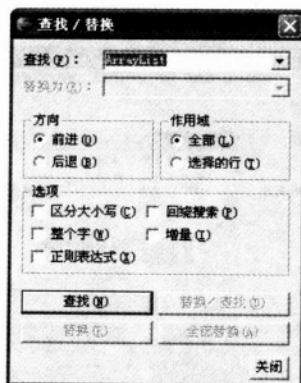 查找 / 替换
查找(F)： ArrayList
替换为(E)：
方向
前进(O)
后退(B)
作用域
全部(L)
选择的行(T)
选项
区分大小写(C)
回绕搜索(P)
整个字(W)
增量(I)
正则表达式(X)
查找(N)
替换／查找(D)
替换(R)
全部替换(A)
关闭